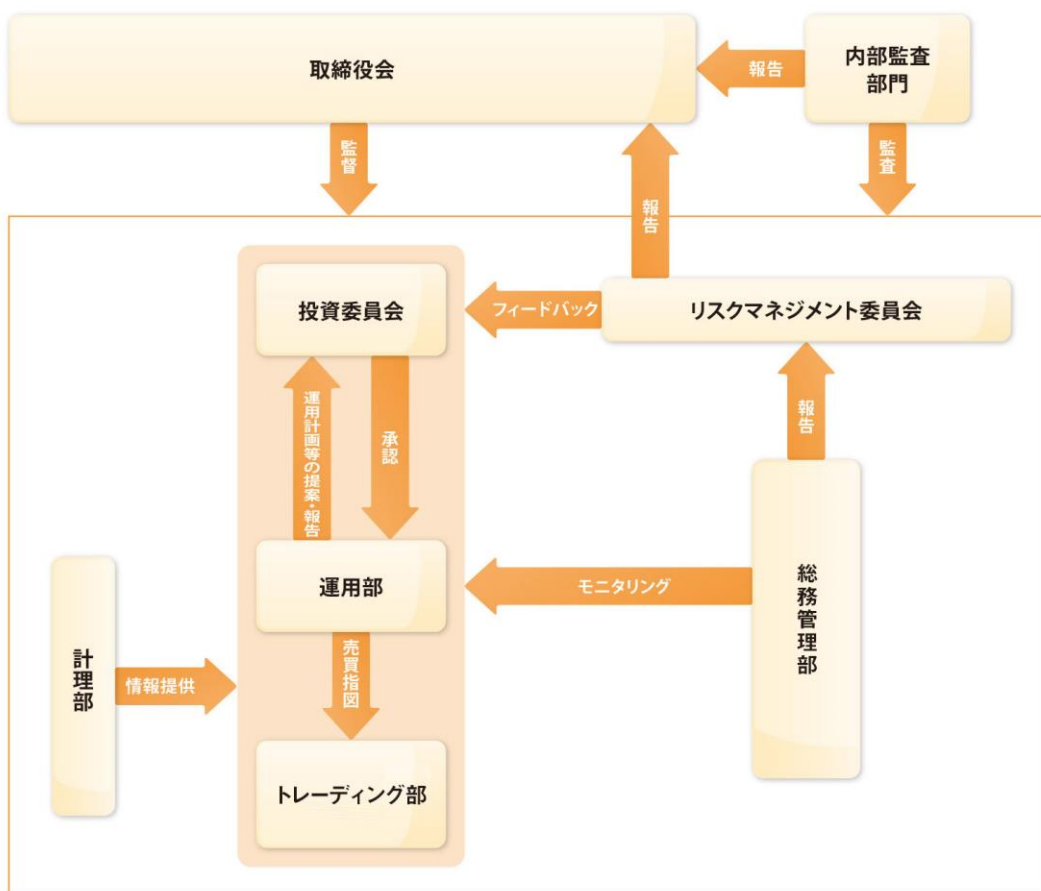 取締役会
報告
内部監査
部門
監督
監査
報告
投資委員会
フィードバック
リスクマネジメント委員会
運用計画等の提案・報告
承認
報告
運用部
モニタリング
総務管理部
計理部
情報提供
売買指図
トレーディング部